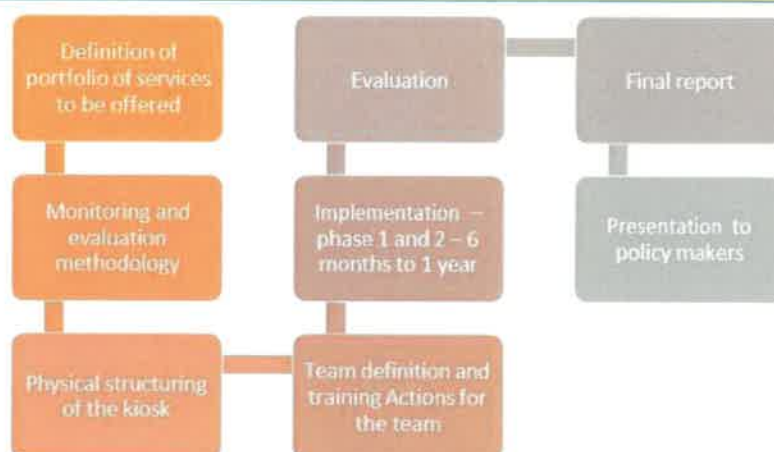 Definition of
portfolio of services
to be offered
Monitoring and
evaluation
methodology
Physical structuring
of the kiosk
Team definition and
training Actions for
the team
Implementation –
phase 1 and 2 – 6
months to 1 year
Evaluation
Final report
Presentation to
policy makers